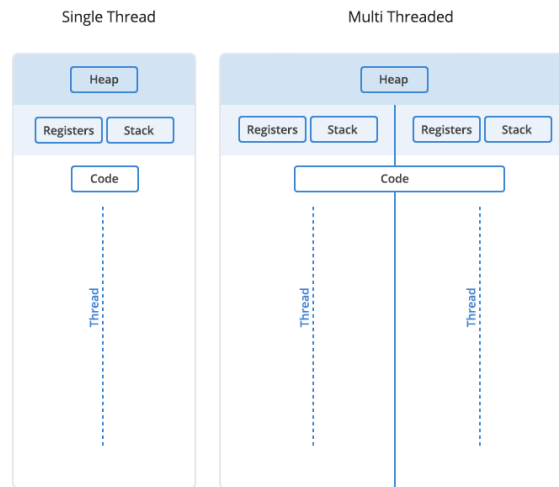 Single Thread
Multi Threaded
Heap
Heap
Registers Stack
Registers Stack
Registers Stack
Code
Code
Thread
Thread
Thread